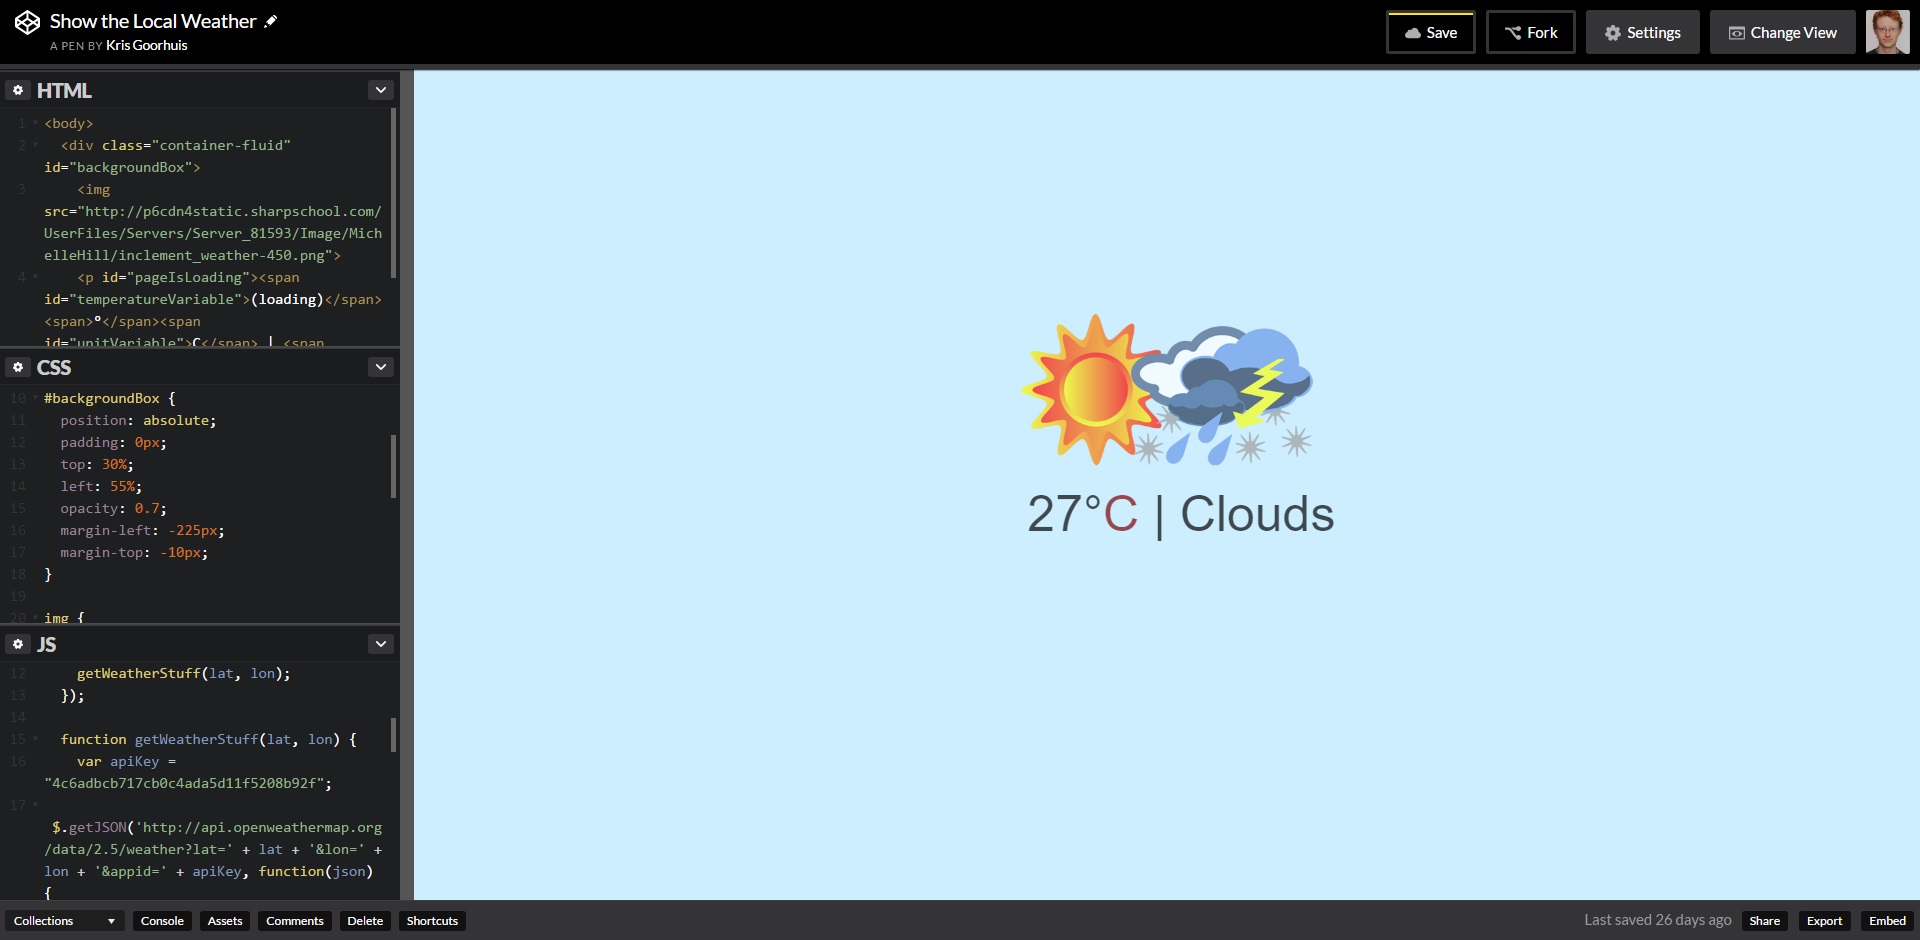 Show the Local Weather
A PEN BY Kris Goorhuis
Save
Fork
Settings
Change View
HTML
1 <body>
2 <div class="container-fluid"
id="backgroundBox">
3 <img
src="http://p6cdn4static.sharpschool.com/
UserFiles/Servers/Server_81593/Image/Mich
elleHill/inclement_weather-450.png">
4 <p id="pageIsLoading"><span
id="temperatureVariable">(loading)</span>
<span>°</span><span
id="unitVariable">C</span> | <span
CSS
10 #backgroundBox {
11 position: absolute;
12 padding: 0px;
13 top: 30%;
14 left: 55%;
15 opacity: 0.7;
16 margin-left: -225px;
17 margin-top: -10px;
18 }
19
20 img {
JS
12 getWeatherStuff(lat, lon);
13 });
14
15 function getWeatherStuff(lat, lon) {
16 var apiKey =
"4c6adbcb717cb0c4ada5d11f5208b92f";
17
$.getJSON('http://api.openweathermap.org
/data/2.5/weather?lat=' + lat + '&lon=' +
lon + '&appid=' + apiKey, function(json)
{
27°C | Clouds
Collections
Console
Assets
Comments
Delete
Shortcuts
Last saved 26 days ago
Share
Export
Embed